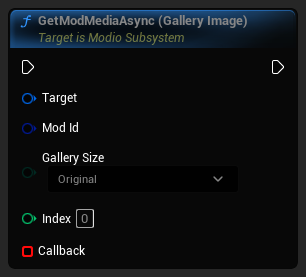 GetModMediaAsync (Gallery Image)
Target is Modio Subsystem
Target
Mod Id
Gallery Size
Original
Index 0
Callback